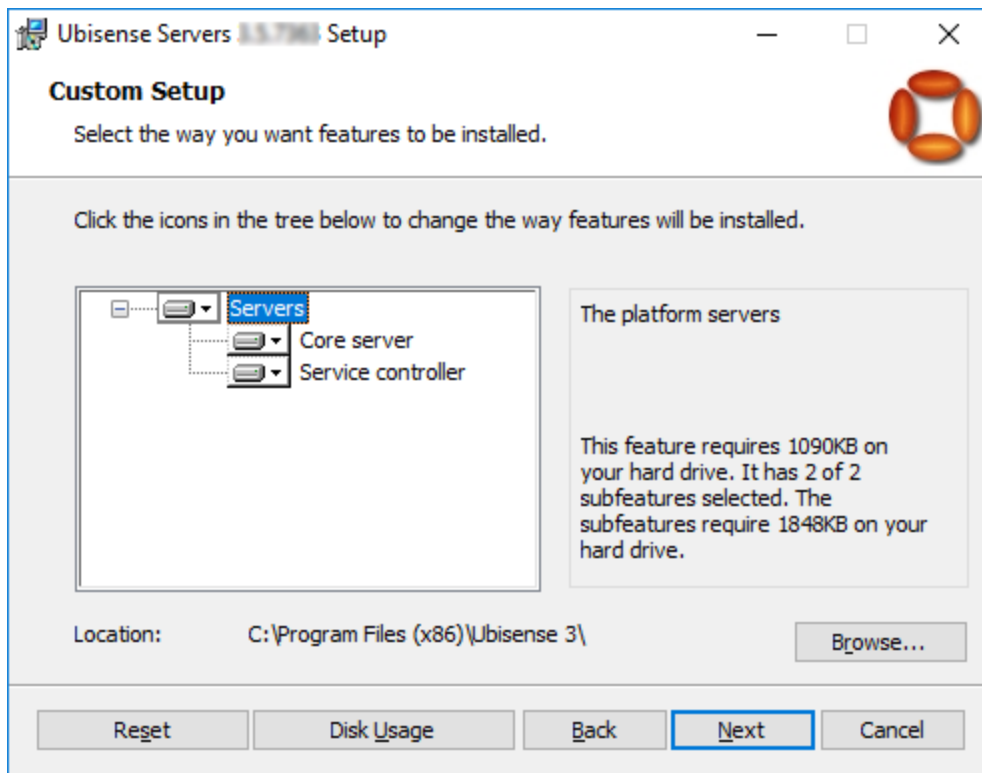 Ubisense Servers Setup
Custom Setup
Select the way you want features to be installed.
Click the icons in the tree below to change the way features will be installed.
Servers
Core server
Service controller
The platform servers
This feature requires 1090KB on
your hard drive. It has 2 of 2
subfeatures selected. The
subfeatures require 1848KB on your
hard drive.
Location: C:\Program Files (x86)\Ubisense 3\
Browse...
Reset Disk Usage Back Next Cancel